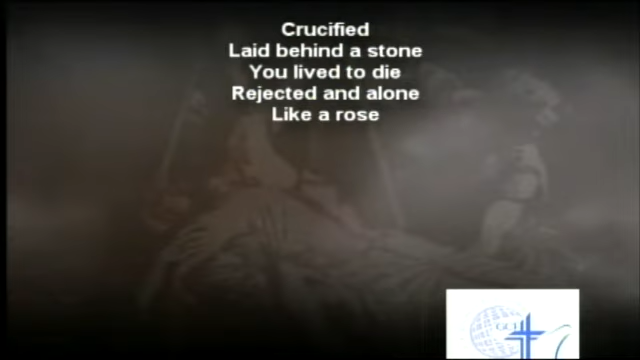 Crucified
Laid behind a stone
You lived to die
Rejected and alone
Like a rose